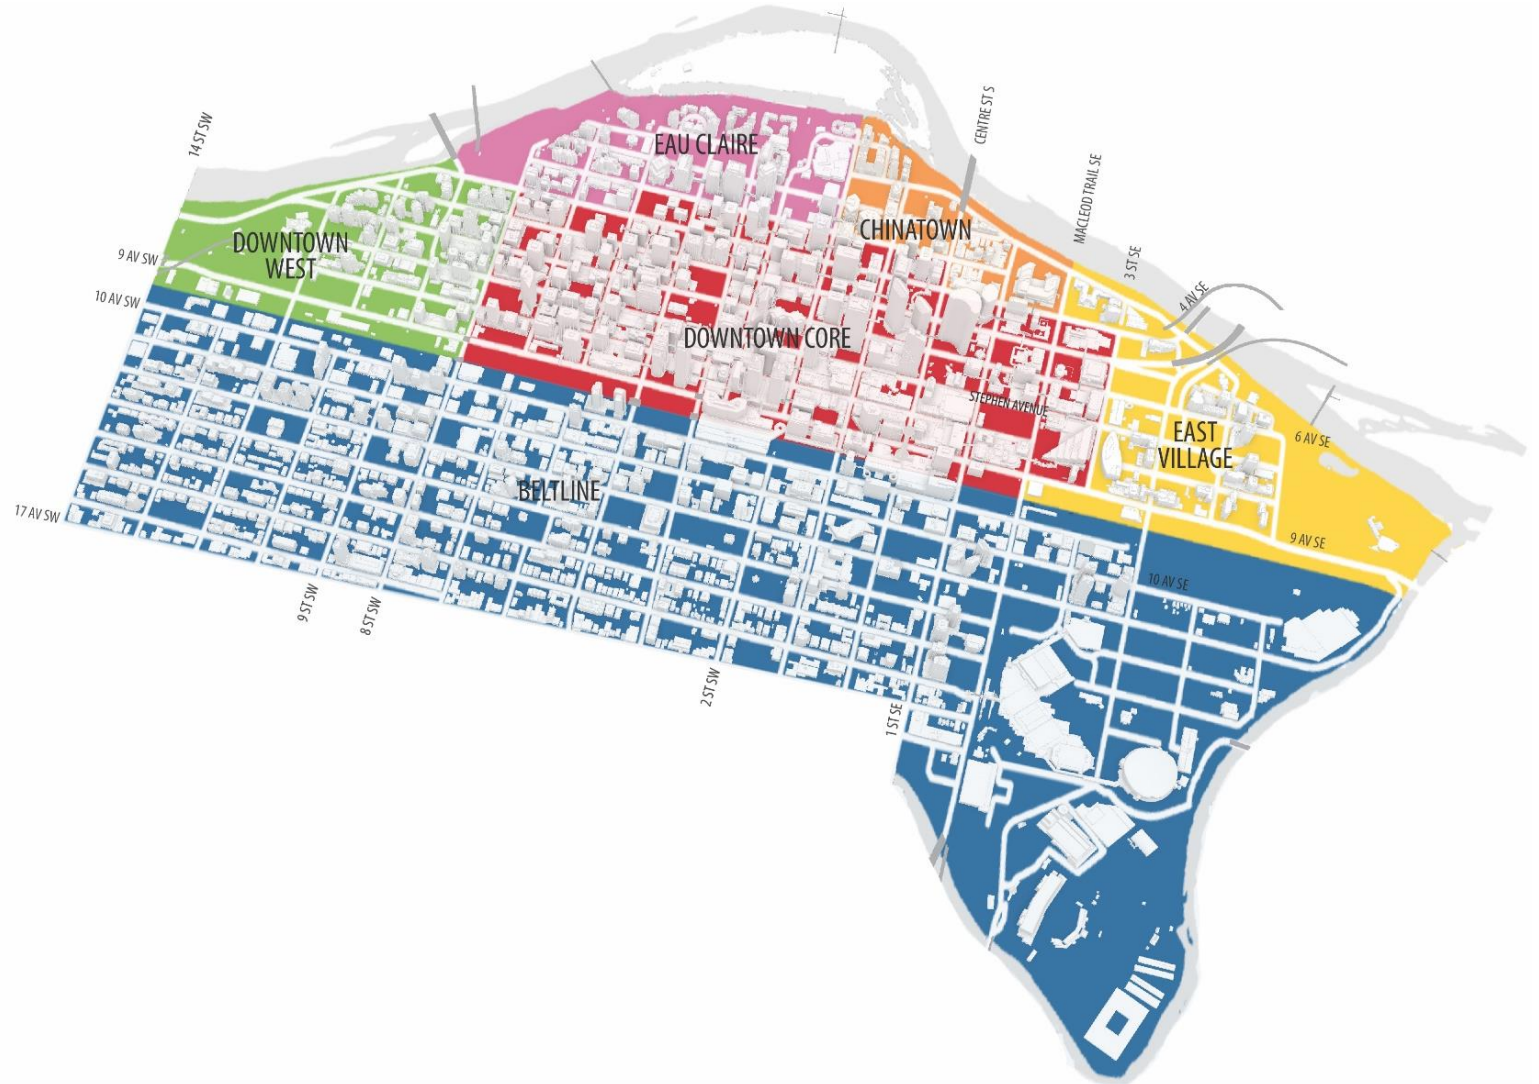 14 ST SW
CENTRE ST S
EAU CLAIRE
MACLEOD TRAIL SE
CHINATOWN
DOWNTOWN
WEST
9 AV SW
3 ST SE
10 AV SW
4 AV SE
DOWNTOWN CORE
STEPHEN AVENUE
EAST
VILLAGE
6 AV SE
BELTLINE
17 AV SW
9 AV SE
10 AV SE
9 ST SW
8 ST SW
2 ST SW
1 ST SE